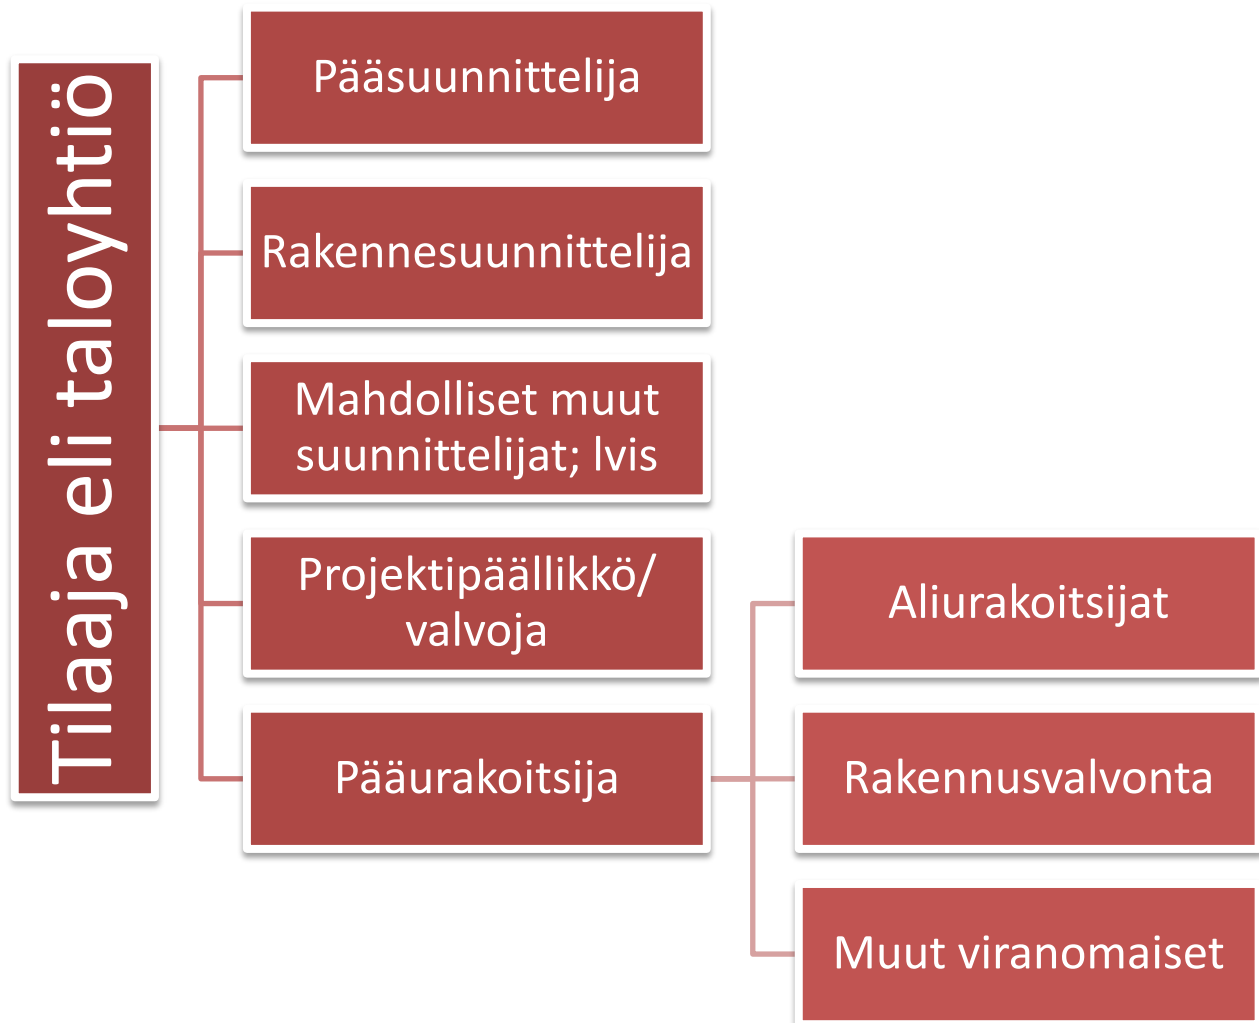 Tilaaja eli taloyhtiö
Pääsuunnittelija
Rakennesuunnittelija
Mahdolliset muut
suunnittelijat; lvis
Projektipäällikkö/
valvoja
Pääurakoitsija
Aliurakoitsijat
Rakennusvalvonta
Muut viranomaiset